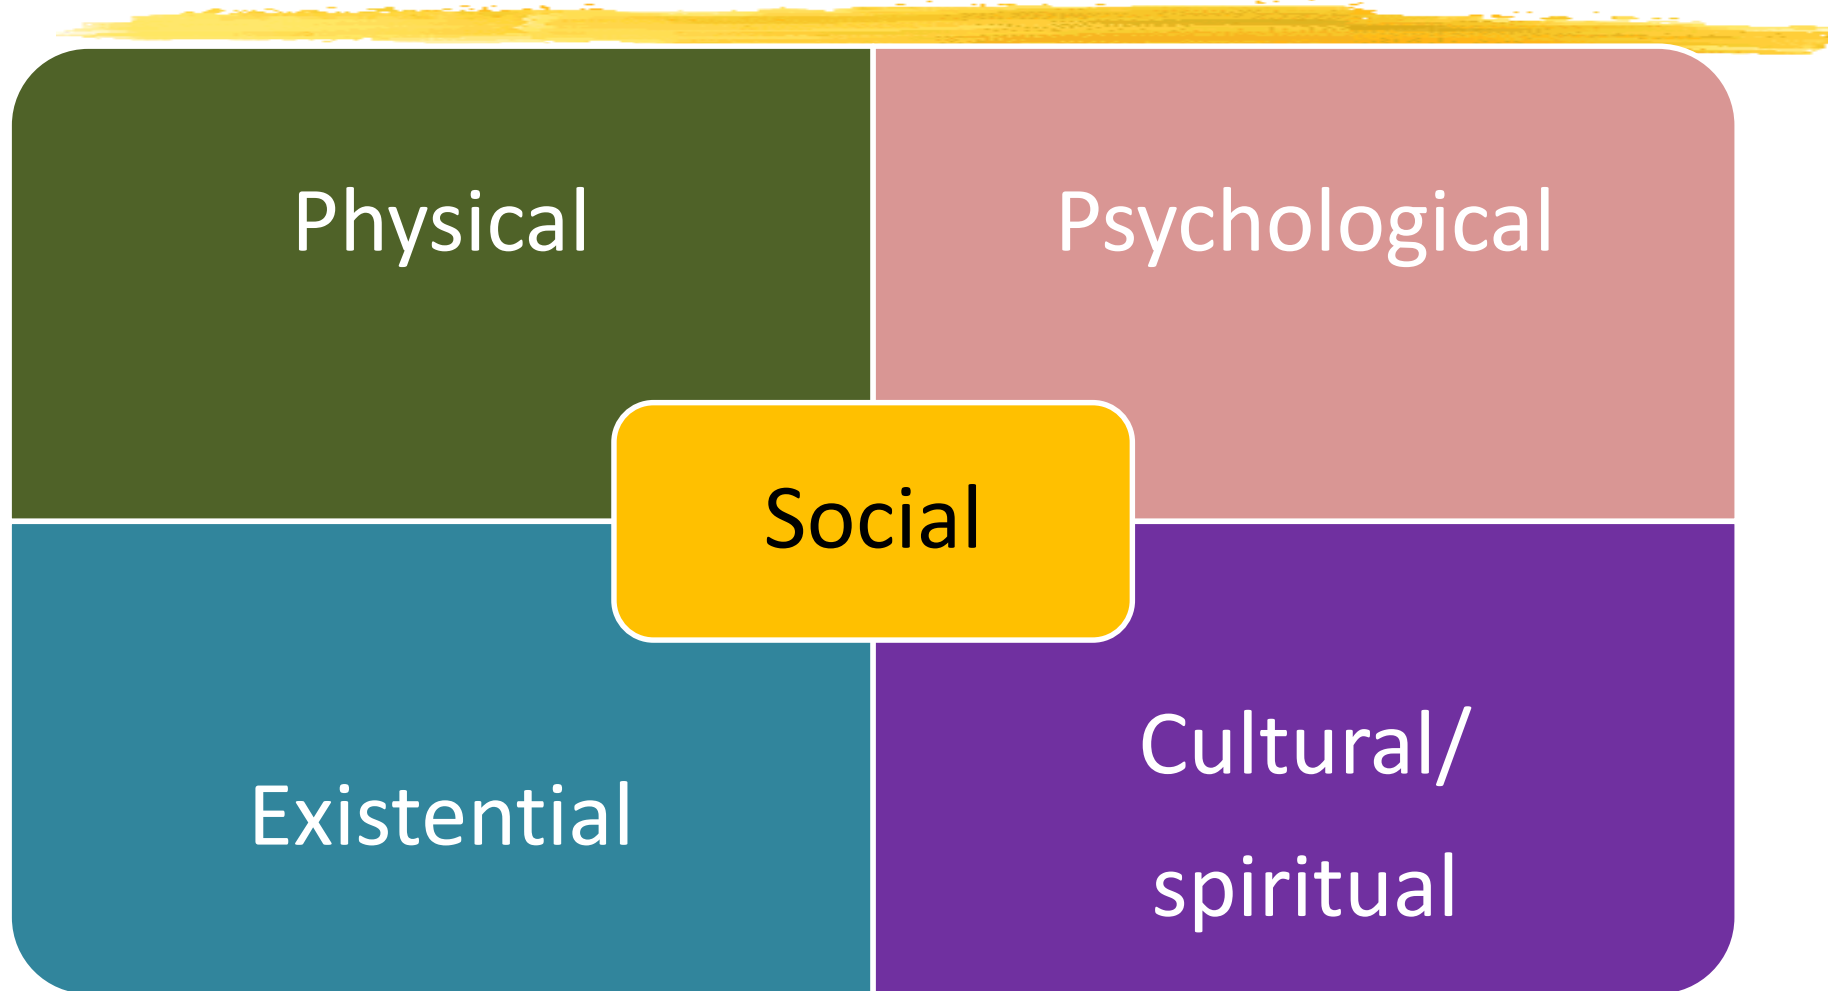 Physical
Psychological
Social
Existential
Cultural/
spiritual